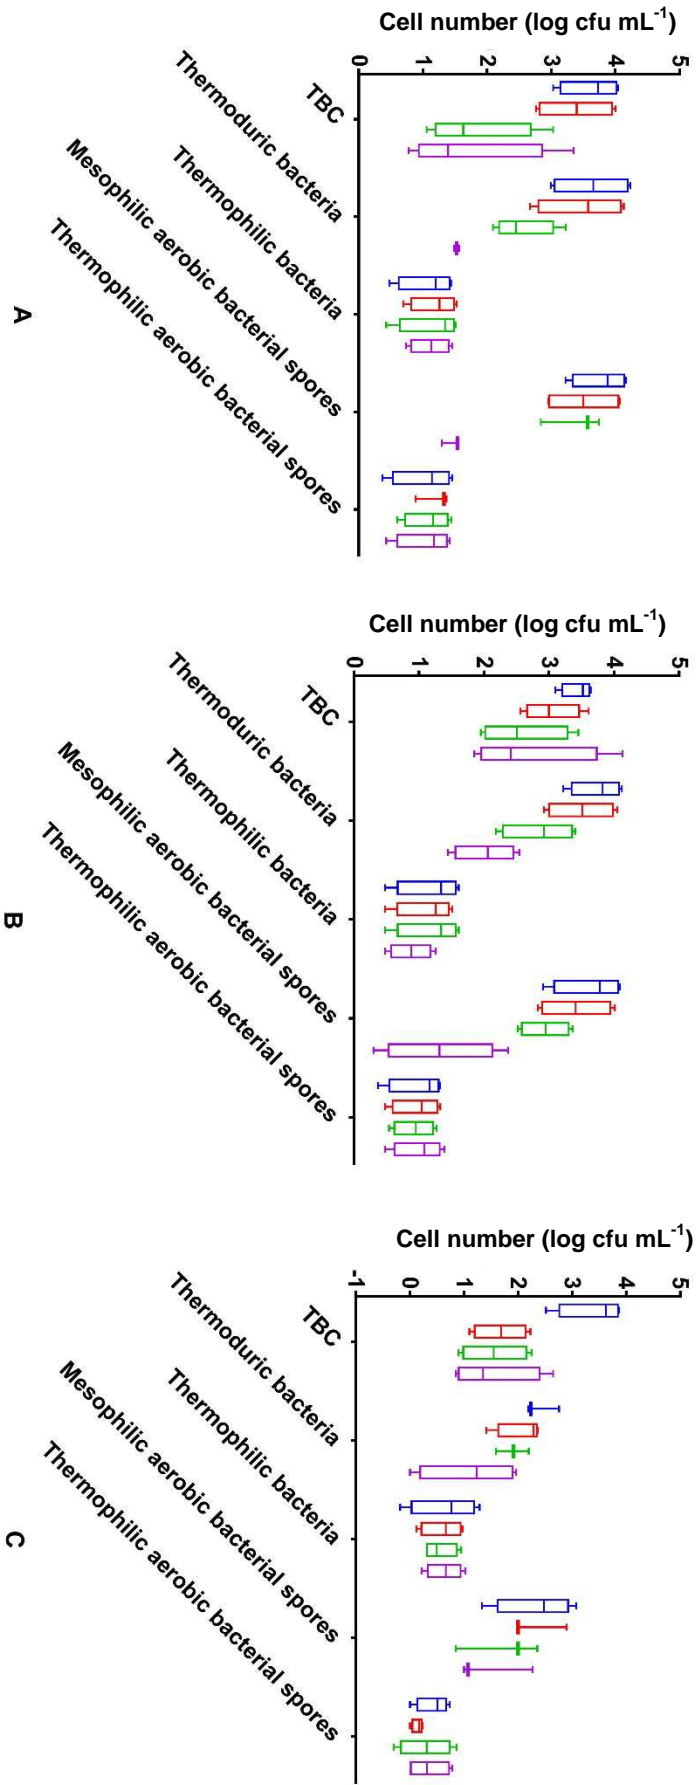 Cell number (log cfu mL-1)
0 1 2 3 4 5
TBC
Thermoduric bacteria
Thermophilic bacteria
Mesophilic aerobic bacterial spores
Thermophilic aerobic bacterial spores
A
Cell number (log cfu mL-1)
0 1 2 3 4 5
TBC
Thermoduric bacteria
Thermophilic bacteria
Mesophilic aerobic bacterial spores
Thermophilic aerobic bacterial spores
B
Cell number (log cfu mL-1)
-1 0 1 2 3 4 5
TBC
Thermoduric bacteria
Thermophilic bacteria
Mesophilic aerobic bacterial spores
Thermophilic aerobic bacterial spores
C